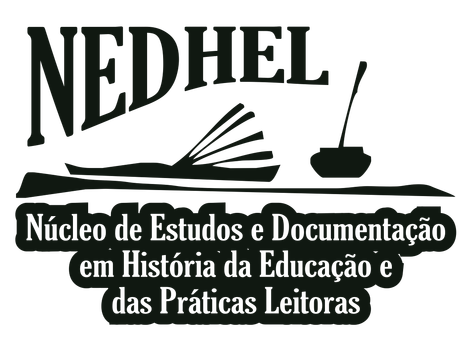 NEDHEL
Núcleo de Estudos e Documentação
em História da Educação e
das Práticas Leitoras